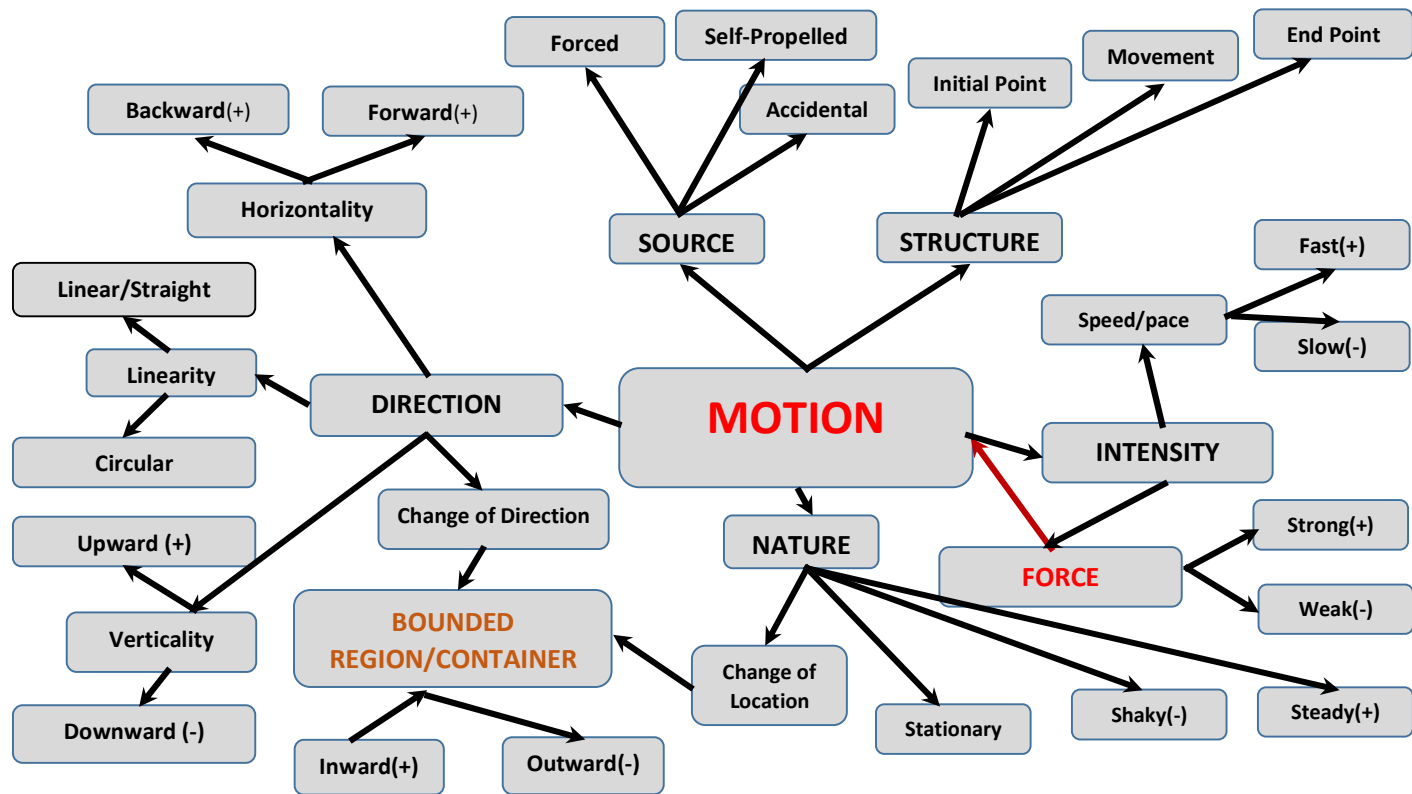 Forced
Self-Propelled
End Point
Movement
Initial Point
Backward(+)
Forward(+)
Accidental
Horizontality
SOURCE
STRUCTURE
Fast(+)
Linear/Straight
Speed/pace
Slow(-)
Linearity
DIRECTION
MOTION
Circular
INTENSITY
Change of Direction
Upward (+)
NATURE
Strong(+)
FORCE
Weak(-)
Verticality
BOUNDED
REGION/CONTAINER
Change of
Location
Downward (-)
Stationary
Shaky(-)
Steady(+)
Inward(+)
Outward(-)